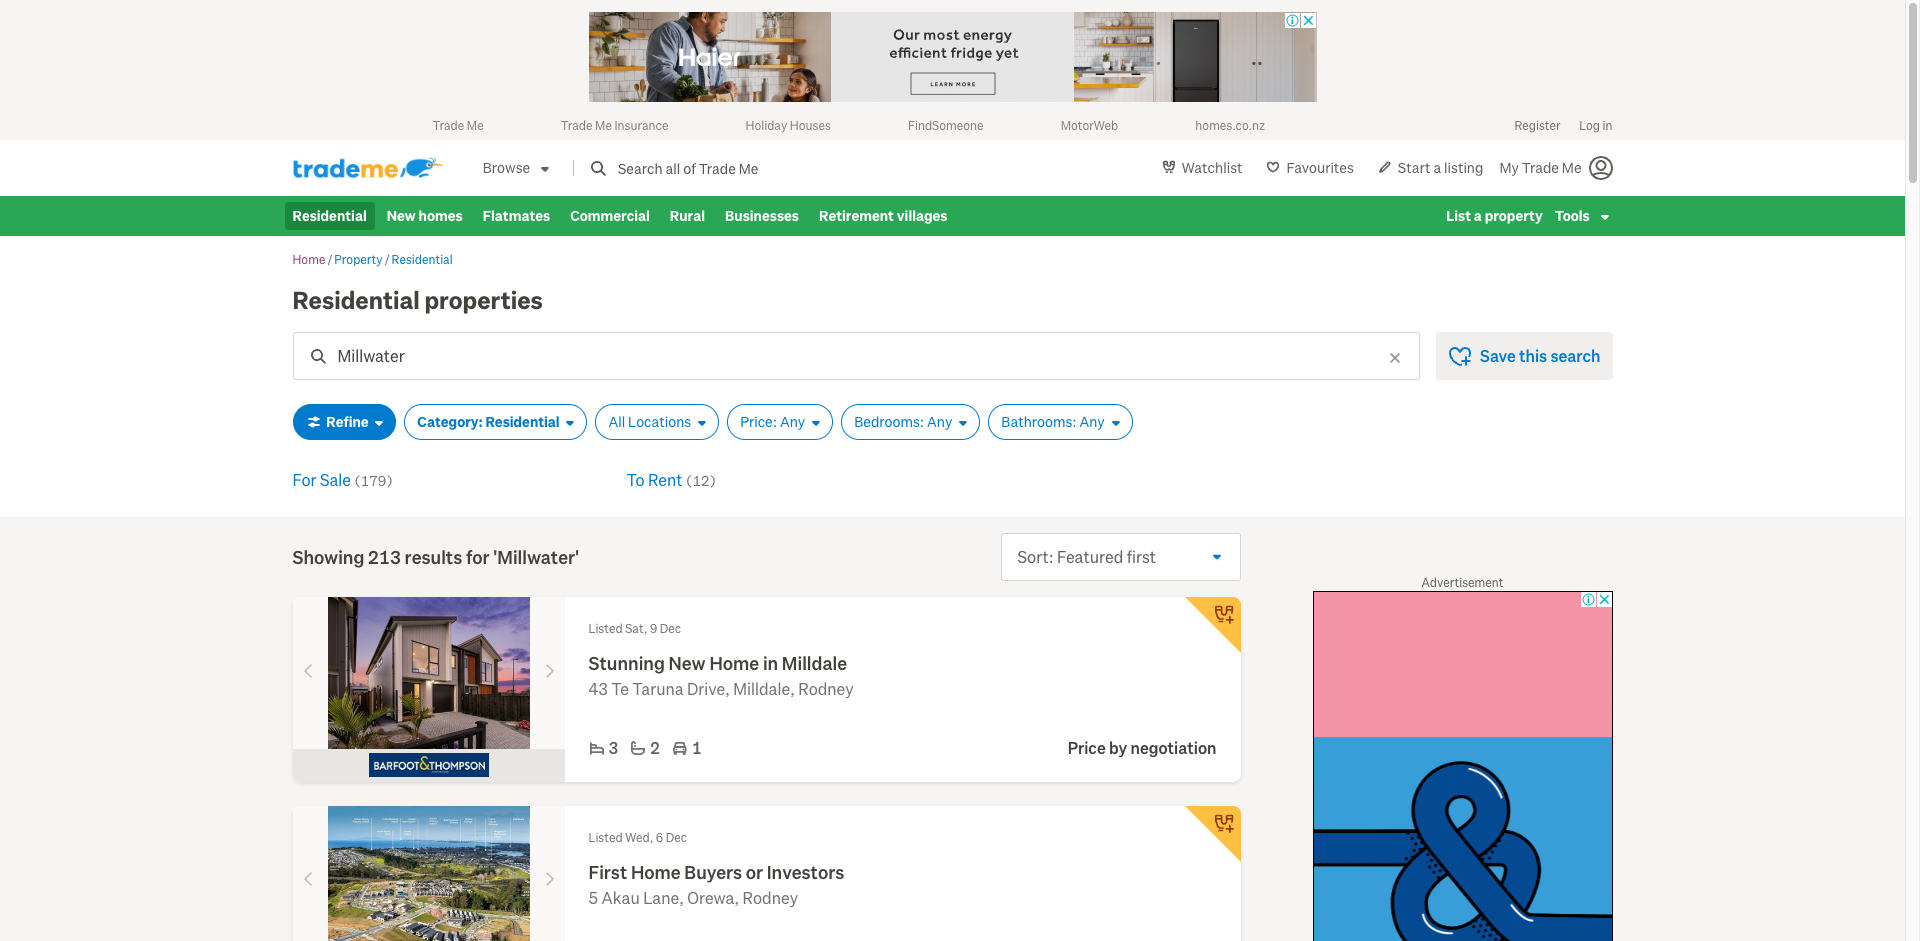 Haier
Our most energy
efficient fridge yet
LEARN MORE
Trade Me
Trade Me Insurance
Holiday Houses
FindSomeone
MotorWeb
homes.co.nz
Register
Log in
trademe
Browse
Search all of Trade Me
Watchlist
Favourites
Start a listing
My Trade Me
Residential
New homes
Flatmates
Commercial
Rural
Businesses
Retirement villages
List a property
Tools
Home / Property / Residential
Residential properties
Millwater
Save this search
Refine
Category: Residential
All Locations
Price: Any
Bedrooms: Any
Bathrooms: Any
For Sale (179)
To Rent (12)
Showing 213 results for 'Millwater'
Sort: Featured first
Advertisement
Listed Sat, 9 Dec
Stunning New Home in Milldale
43 Te Taruna Drive, Milldale, Rodney
3 2 1
Price by negotiation
BARFOOT&THOMPSON
Listed Wed, 6 Dec
First Home Buyers or Investors
5 Akau Lane, Orewa, Rodney